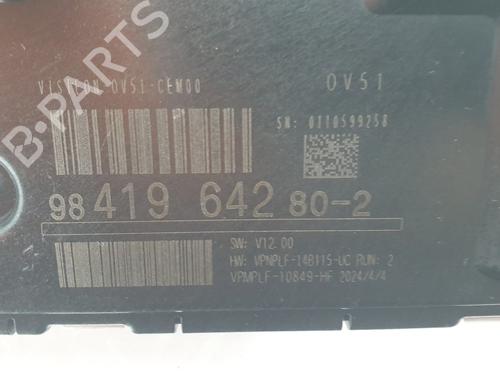 B-PARTS
VISTEON OV51-CEM00
OV51
SN: 0110599258
98 419 642 80-2
SW: V12.00
HW: VPNPLF-14B115-UC RUN: 2
VPMPLF-10849-HF 2024/4/4